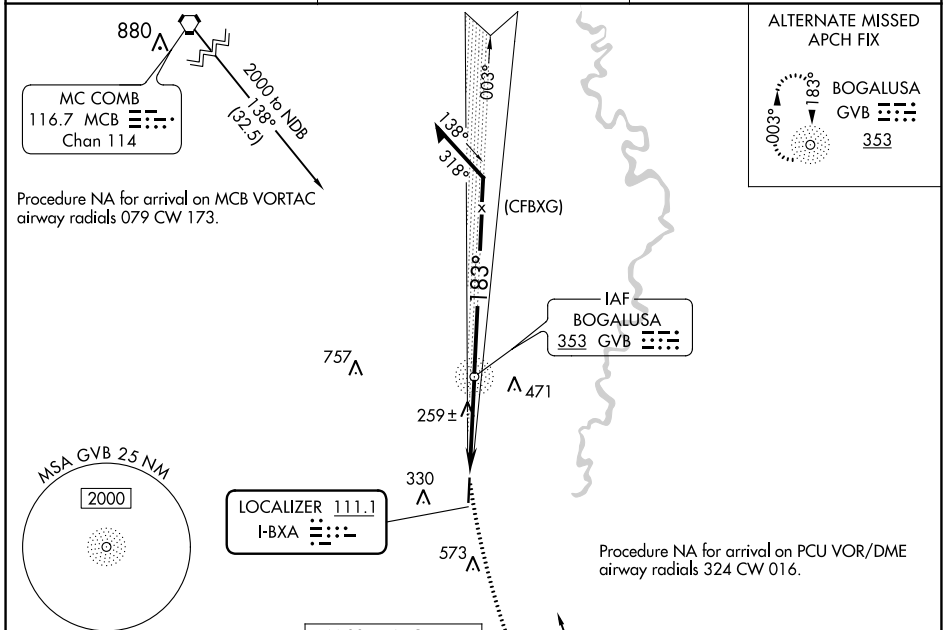 880
MC COMB
116.7 MCB
Chan 114
2000 to NDB
138°
(32.5)
Procedure NA for arrival on MCB VORTAC
airway radials 079 CW 173.
003°
138°
318°
(CFBXG)
183°
ALTERNATE MISSED
APCH FIX
003°
183°
BOGALUSA
GVB
353
IAF
BOGALUSA
353 GVB
757
471
259 ±
MSA GVB 25 NM
2000
330
LOCALIZER 111.1
I-BXA
573
Procedure NA for arrival on PCU VOR/DME
airway radials 324 CW 016.